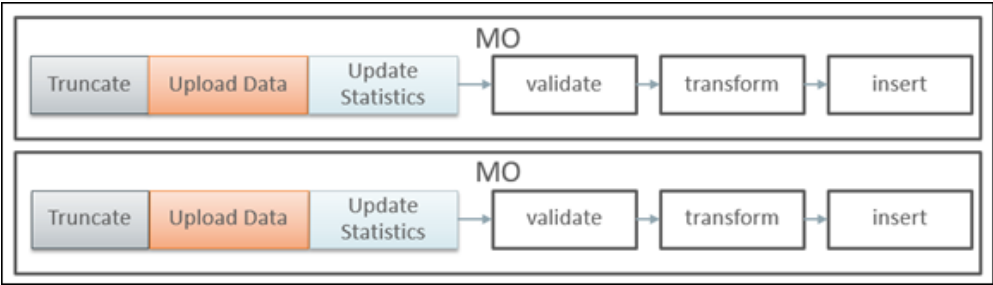 MO
Truncate
Upload Data
Update
Statistics
validate
transform
insert
MO
Truncate
Upload Data
Update
Statistics
validate
transform
insert